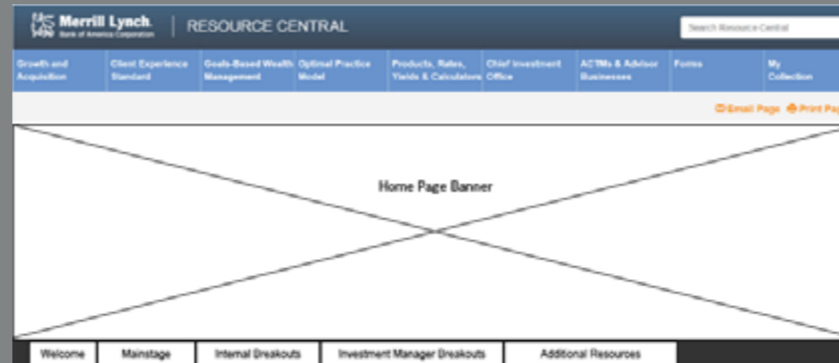 Merrill Lynch
Bank of America Corporation
RESOURCE CENTRAL
Search Resource Central
Growth and
Acquisition
Client Experience
Standard
Goals-Based Wealth
Management
Optimal Practice
Model
Products, Rates,
Yields & Calculators
Chief Investment
Office
ACTMs & Advisor
Businesses
Forms
My
Collection
Email Page
Print Pag
Home Page Banner
Welcome
Mainstage
Internal Breakouts
Investment Manager Breakouts
Additional Resources